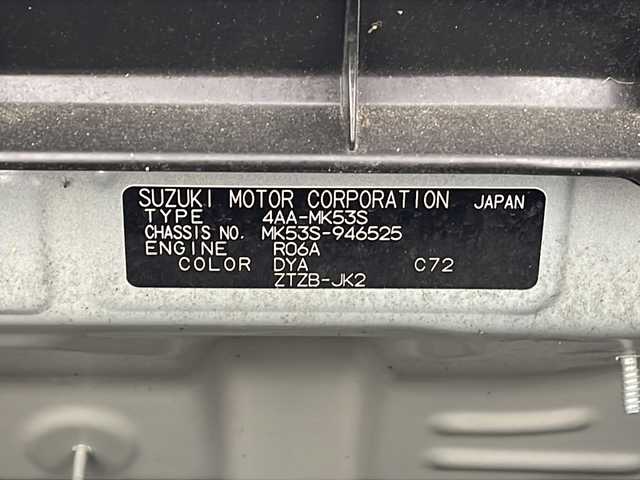 SUZUKI MOTOR CORPORATION JAPAN
TYPE 4AA-MK53S
CHASSIS NO. MK53S-946525
ENGINE R06A
COLOR DYA C72
ZTZB-JK2